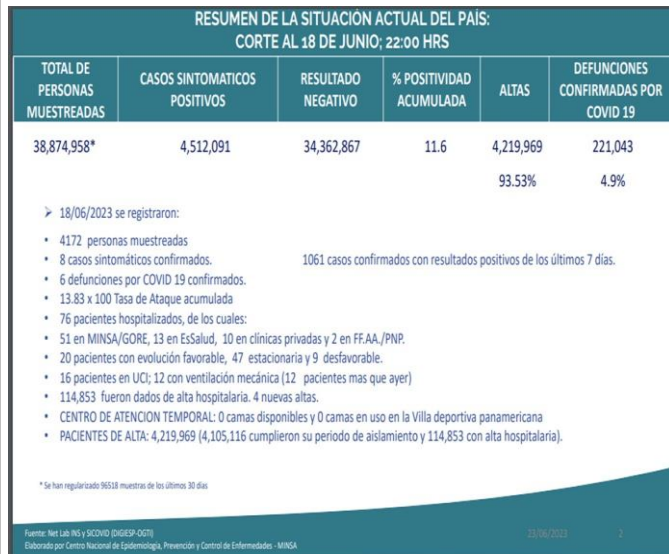 RESUMEN DE LA SITUACIÓN ACTUAL DEL PAÍS:
CORTE AL 18 DE JUNIO; 22:00 HRS
TOTAL DE PERSONAS MUESTREADAS
CASOS SINTOMATICOS POSITIVOS
RESULTADO NEGATIVO
% POSITIVIDAD ACUMULADA
ALTAS
DEFUNCIONES CONFIRMADAS POR COVID 19
38,874,958* 4,512,091 34,362,867 11.6 4,219,969 221,043
93.53% 4.9%
➢ 18/06/2023 se registraron:
• 4172 personas muestreadas
• 8 casos sintomáticos confirmados. 1061 casos confirmados con resultados positivos de los últimos 7 días.
• 6 defunciones por COVID 19 confirmados.
• 13.83 x 100 Tasa de Ataque acumulada
• 76 pacientes hospitalizados, de los cuales:
• 51 en MINSA/GORE, 13 en EsSalud, 10 en clínicas privadas y 2 en FF.AA./PNP.
• 20 pacientes con evolución favorable, 47 estacionaria y 9 desfavorable.
• 16 pacientes en UCI; 12 con ventilación mecánica (12 pacientes mas que ayer)
• 114,853 fueron dados de alta hospitalaria. 4 nuevas altas.
• CENTRO DE ATENCION TEMPORAL: 0 camas disponibles y 0 camas en uso en la Villa deportiva panamericana
• PACIENTES DE ALTA: 4,219,969 (4,105,116 cumplieron su periodo de aislamiento y 114,853 con alta hospitalaria).
* Se han regularizado 96518 muestras de los últimos 30 dias
Fuente: Net Lab INS y SICOVID (DIGIESP-OGTI)
Elaborado por Centro Nacional de Epidemiología, Prevención y Control de Enfermedades - MINSA
23/06/2023 2